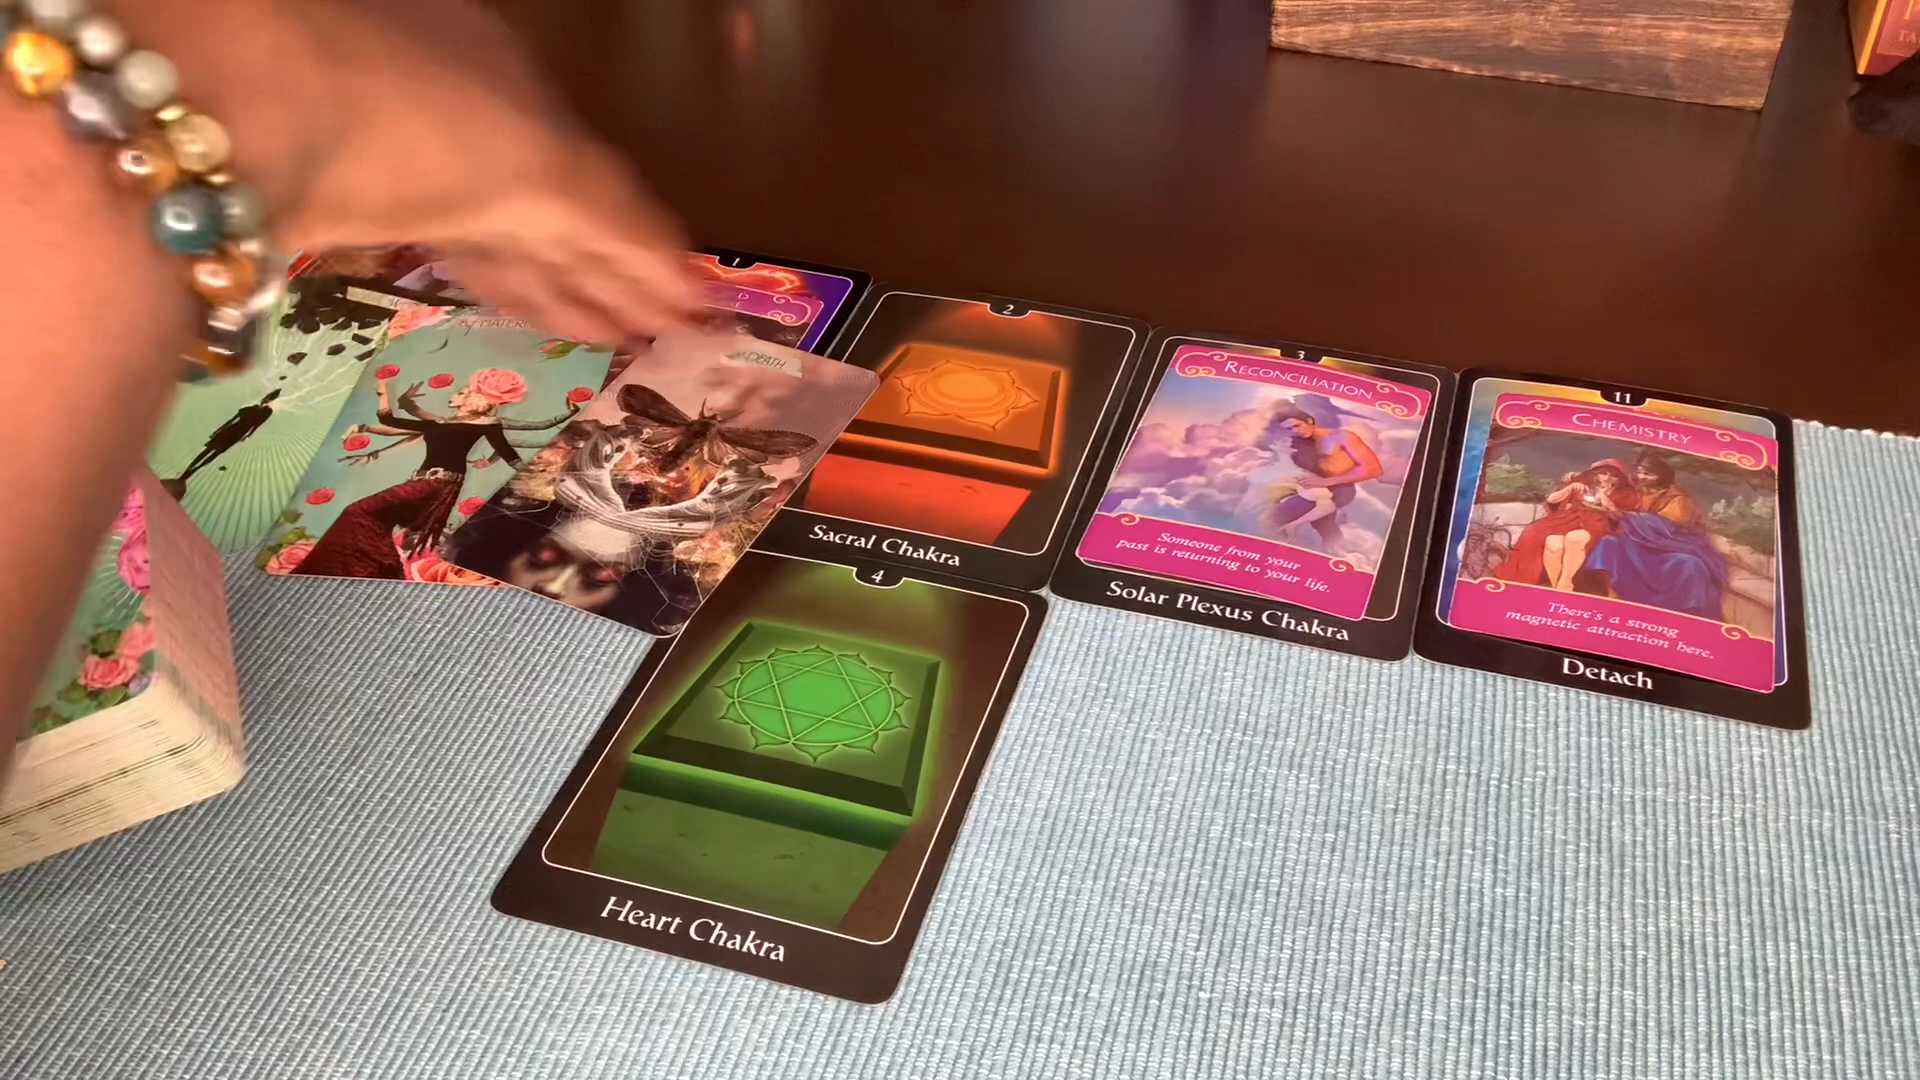 1
2
Sacral Chakra
3
RECONCILIATION
Someone from your
past is returning to your life.
Solar Plexus Chakra
11
CHEMISTRY
There's a strong
magnetic attraction here.
Detach
DEATH
4
Heart Chakra